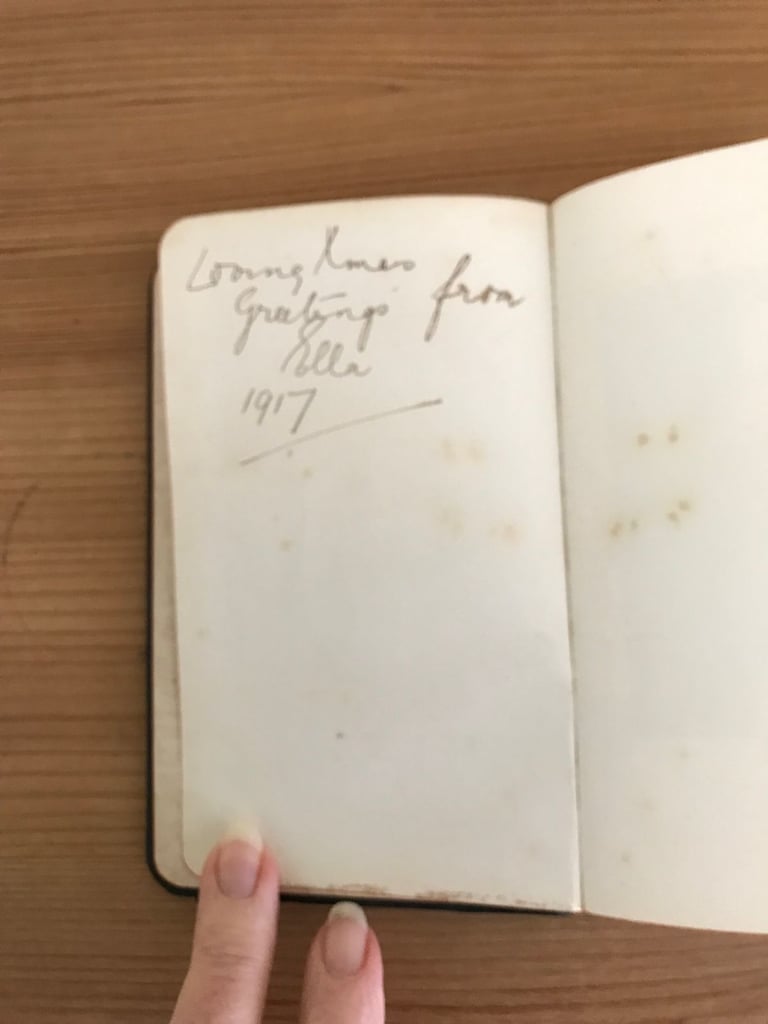 Loving Xmas
Greetings from
Ella
1917